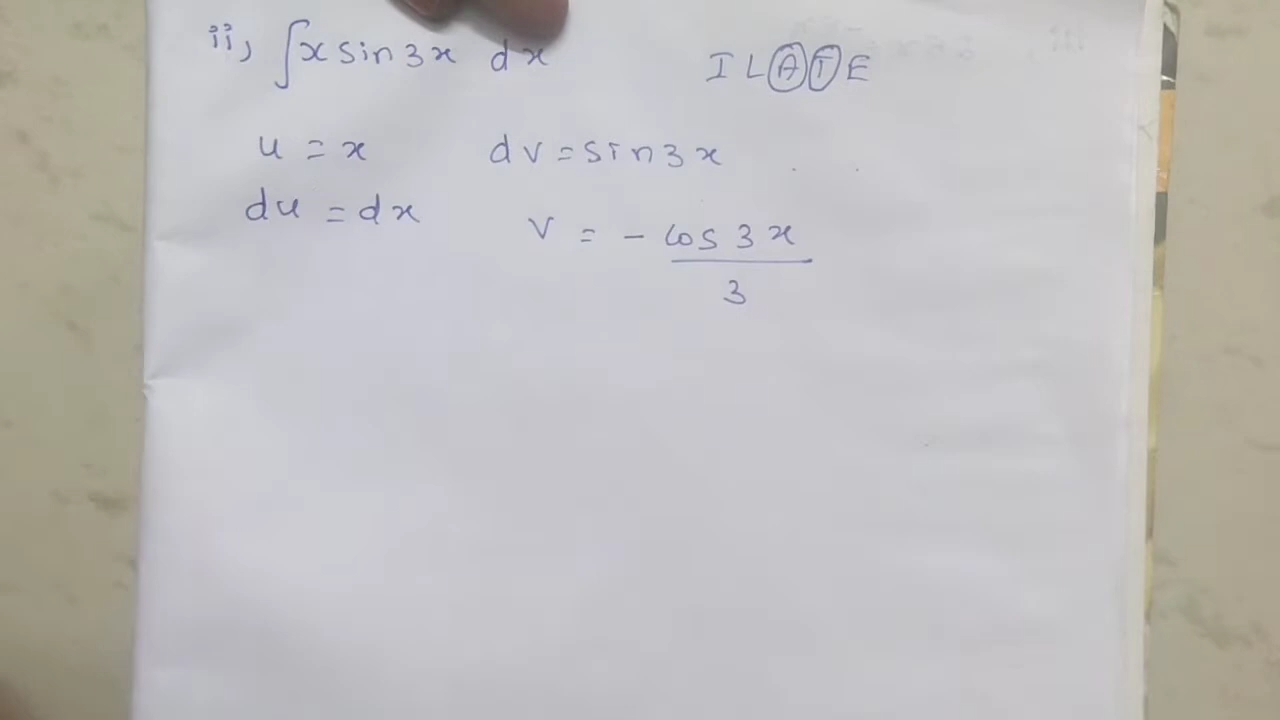 ii, ∫x sin 3x dx ILATE
u = x dv = sin 3x
du = dx v = - cos 3x
3